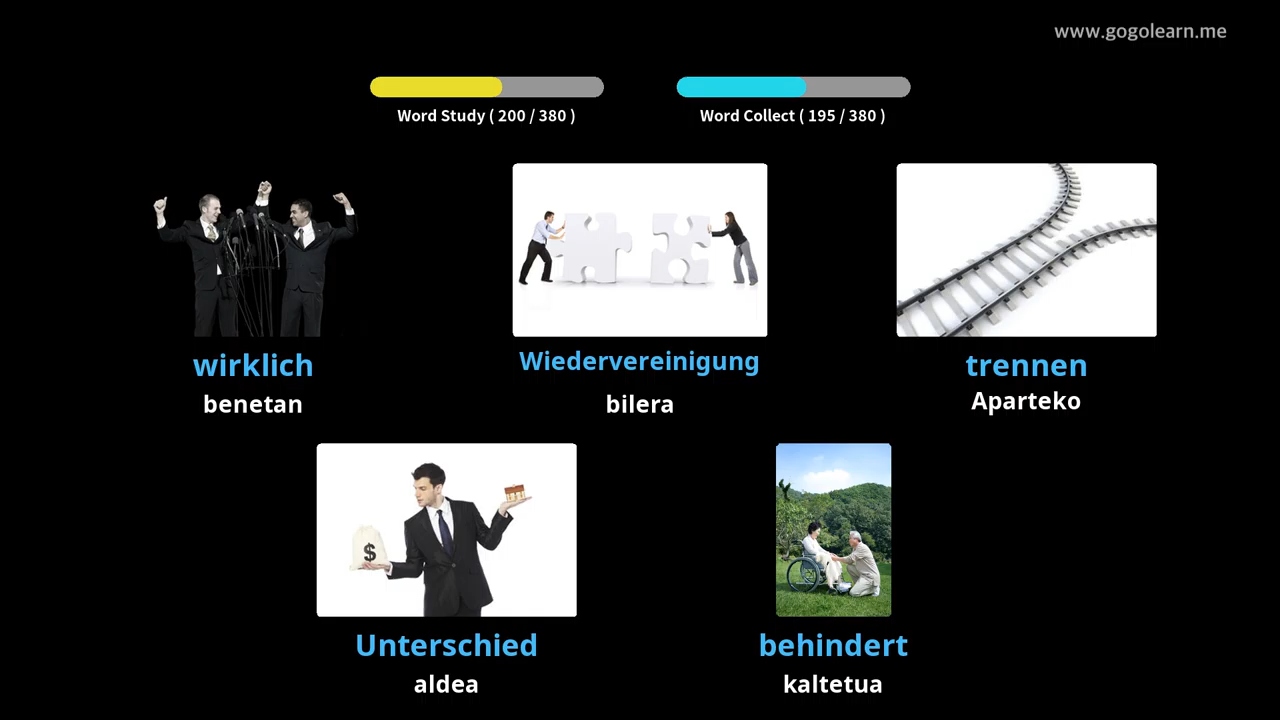 www.gogolearn.me
Word Study ( 200 / 380 )
Word Collect ( 195 / 380 )
wirklich
benetan
Wiedervereinigung
bilera
trennen
Aparteko
$
Unterschied
aldea
behindert
kaltetua